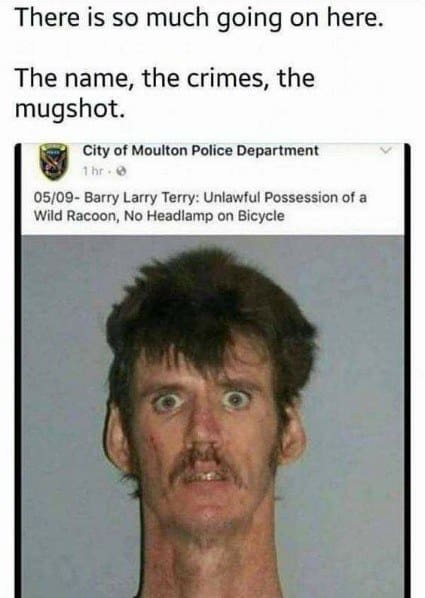 There is so much going on here.
The name, the crimes, the
mugshot.
City of Moulton Police Department
1 hr ·
05/09- Barry Larry Terry: Unlawful Possession of a
Wild Racoon, No Headlamp on Bicycle